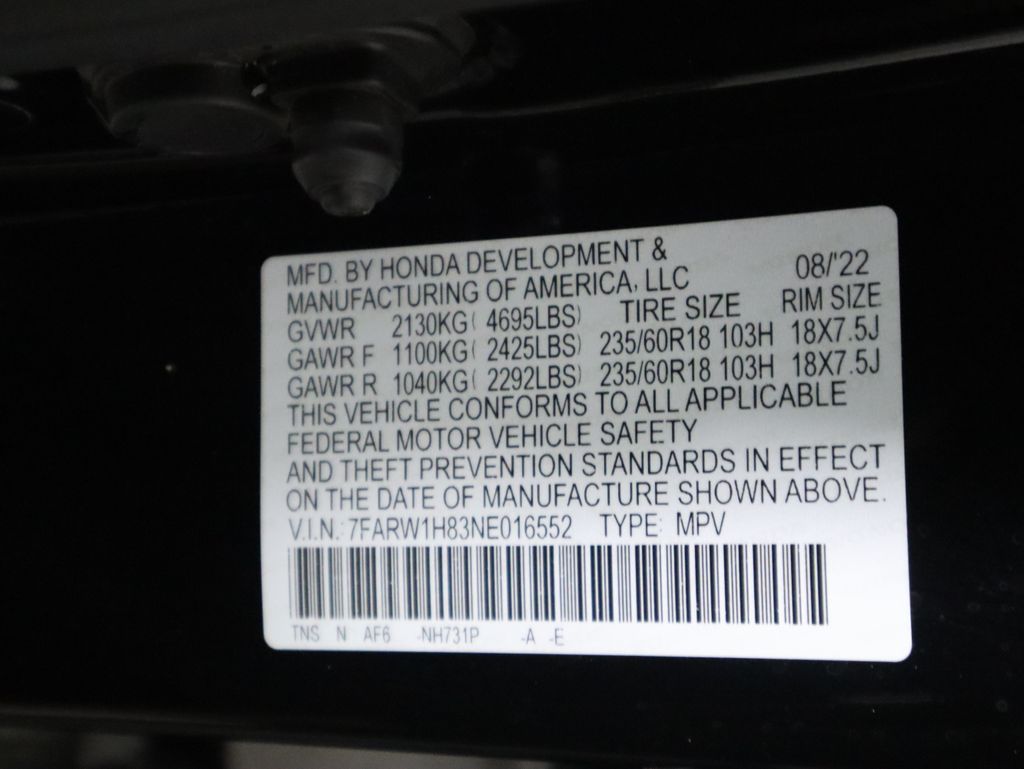 MFD. BY HONDA DEVELOPMENT &
MANUFACTURING OF AMERICA, LLC 08/'22
GVWR 2130KG( 4695LBS) TIRE SIZE RIM SIZE
GAWR F 1100KG( 2425LBS) 235/60R18 103H 18X7.5J
GAWR R 1040KG( 2292LBS) 235/60R18 103H 18X7.5J
THIS VEHICLE CONFORMS TO ALL APPLICABLE
FEDERAL MOTOR VEHICLE SAFETY
AND THEFT PREVENTION STANDARDS IN EFFECT
ON THE DATE OF MANUFACTURE SHOWN ABOVE.
V.I.N.: 7FARW1H83NE016552 TYPE: MPV
TNS N AF6 -NH731P -A -E